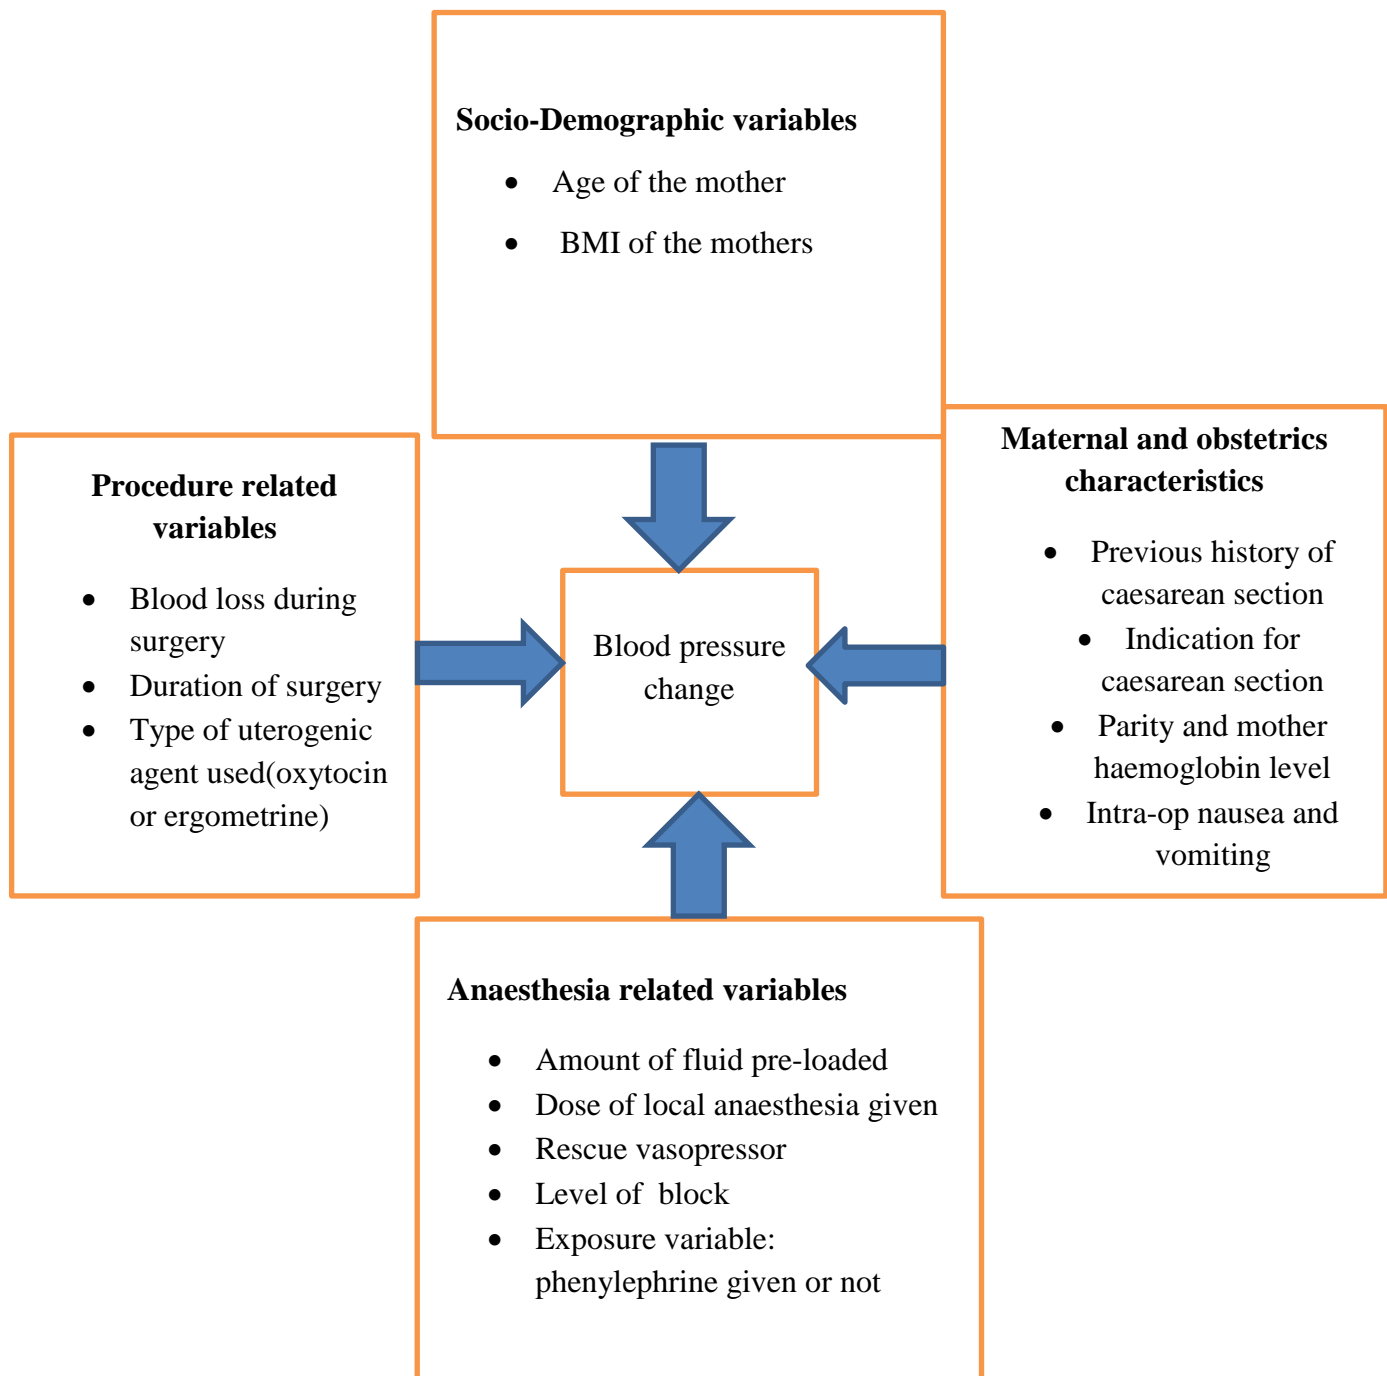 Socio-Demographic variables
• Age of the mother
• BMI of the mothers
Procedure related
variables
• Blood loss during
surgery
• Duration of surgery
• Type of uterogenic
agent used(oxytocin
or ergometrine)
Blood pressure
change
Maternal and obstetrics
characteristics
• Previous history of
caesarean section
• Indication for
caesarean section
• Parity and mother
haemoglobin level
• Intra-op nausea and
vomiting
Anaesthesia related variables
• Amount of fluid pre-loaded
• Dose of local anaesthesia given
• Rescue vasopressor
• Level of block
• Exposure variable:
phenylephrine given or not